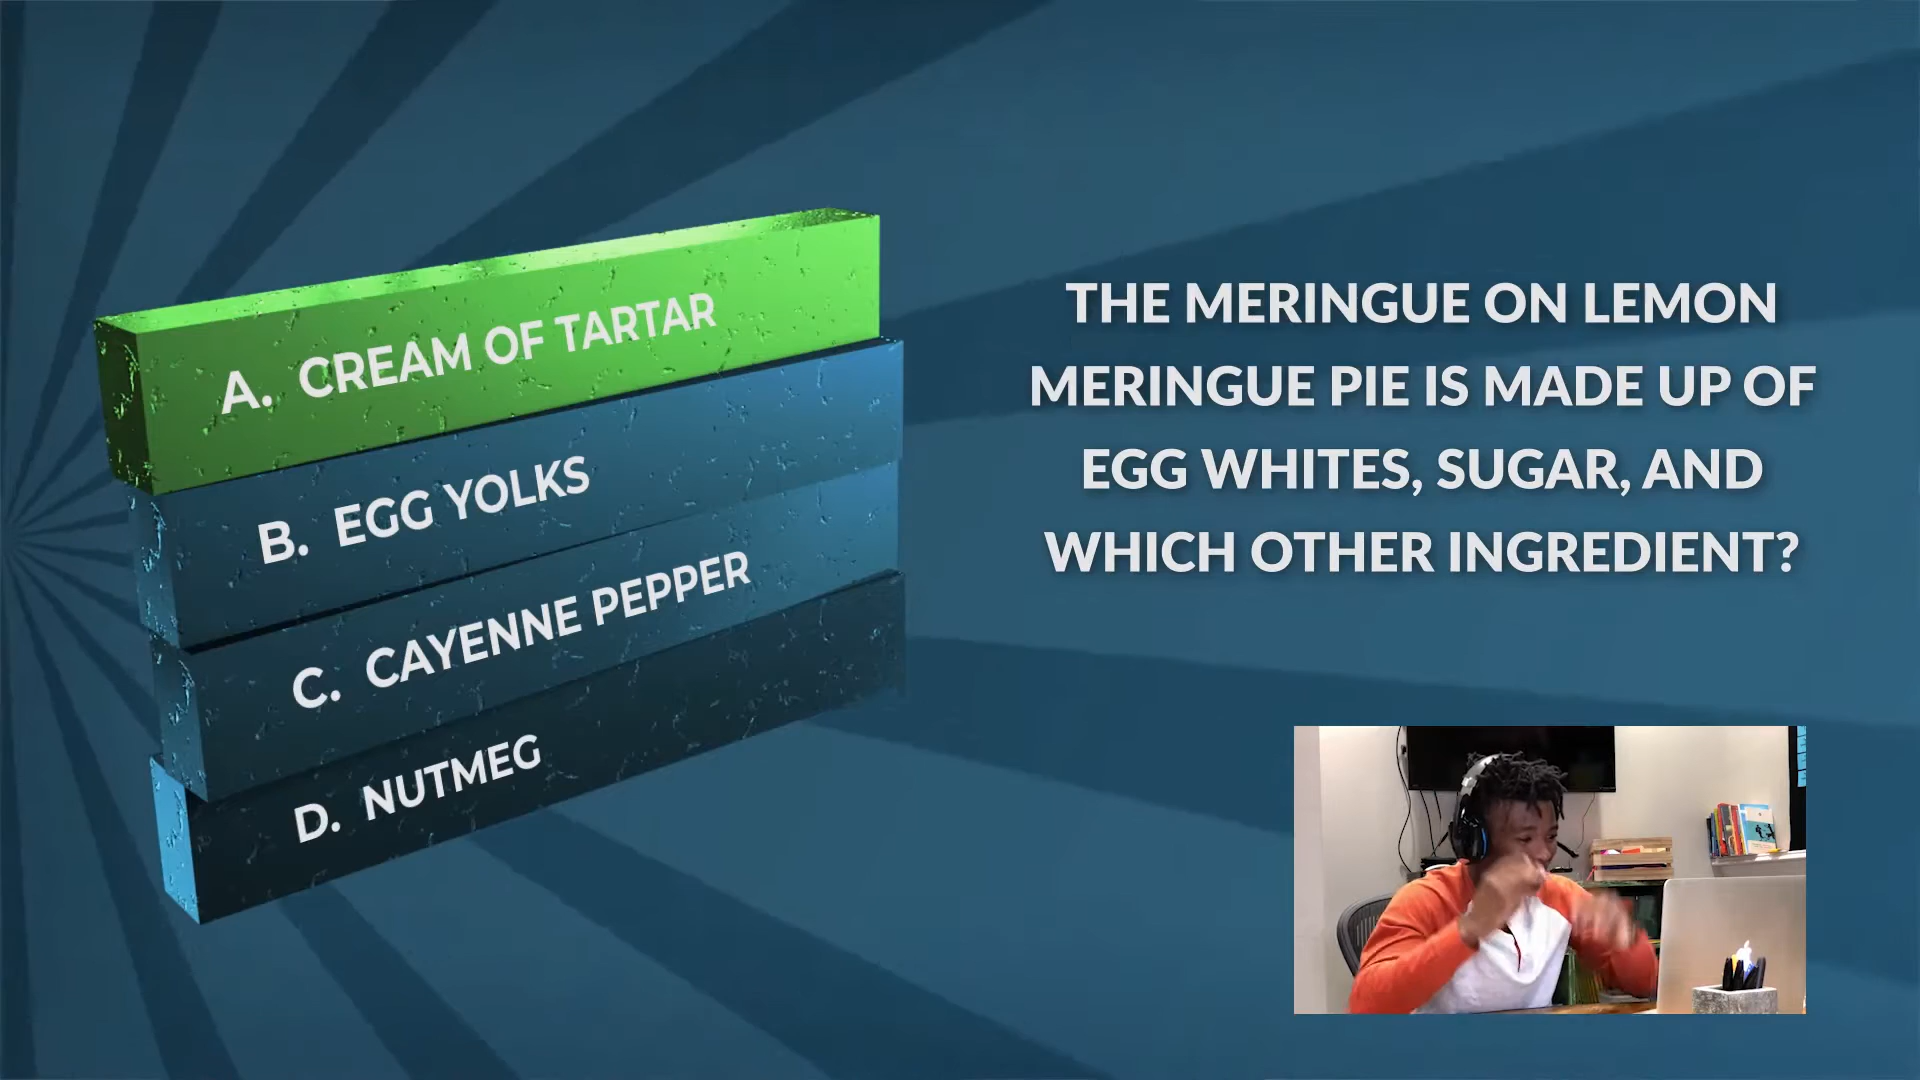 A. CREAM OF TARTAR
B. EGG YOLKS
C. CAYENNE PEPPER
D. NUTMEG
THE MERINGUE ON LEMON
MERINGUE PIE IS MADE UP OF
EGG WHITES, SUGAR, AND
WHICH OTHER INGREDIENT?